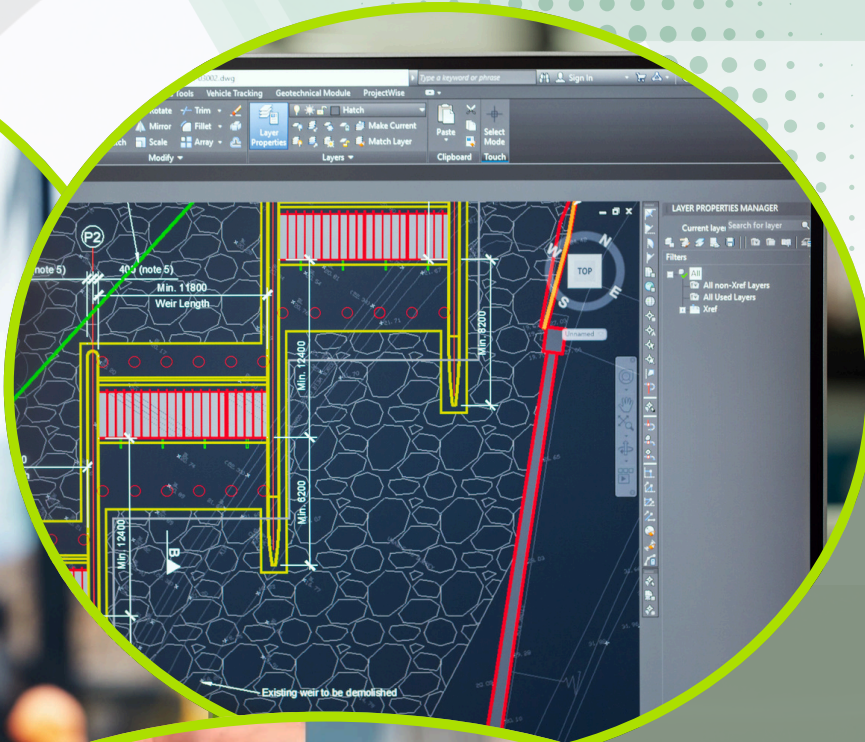 03002.dwg
Type a keyword or phrase
Sign In
Tools Vehicle Tracking Geotechnical Module ProjectWise
Rotate Trim
Mirror Fillet
Scale Array
Modify
Layer
Properties
Hatch
Make Current
Match Layer
Layers
Paste
Clipboard
Select
Mode
Touch
P2
note 5)
400 (note 5)
Min. 11800
Weir Length
Min. 12400
Min. 8200
Min. 6200
Min. 12400
B
Existing weir to be demolished
N
W
TOP
S
E
Unnamed
LAYER PROPERTIES MANAGER
Current laye
Search for layer
Filters
All
All non-Xref Layers
All Used Layers
Xref